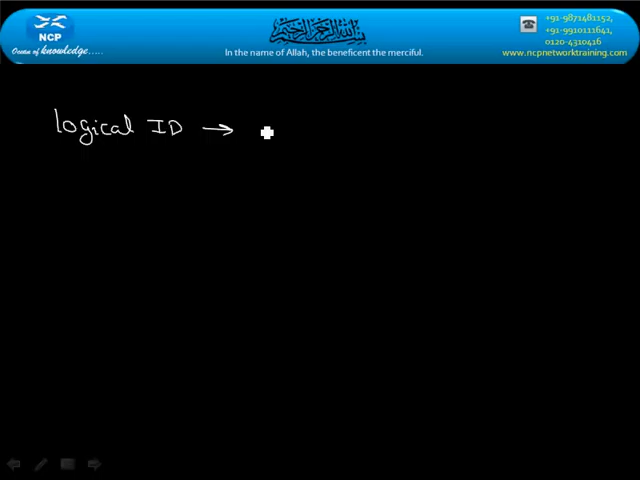 NCP
Ocean of knowledge.....
بسم الله الرحمن الرحيم
In the name of Allah, the beneficent the merciful.
+91-9871481152,
+91-9910111641,
0120-4310416
www.ncpnetworktraining.com
logical ID →